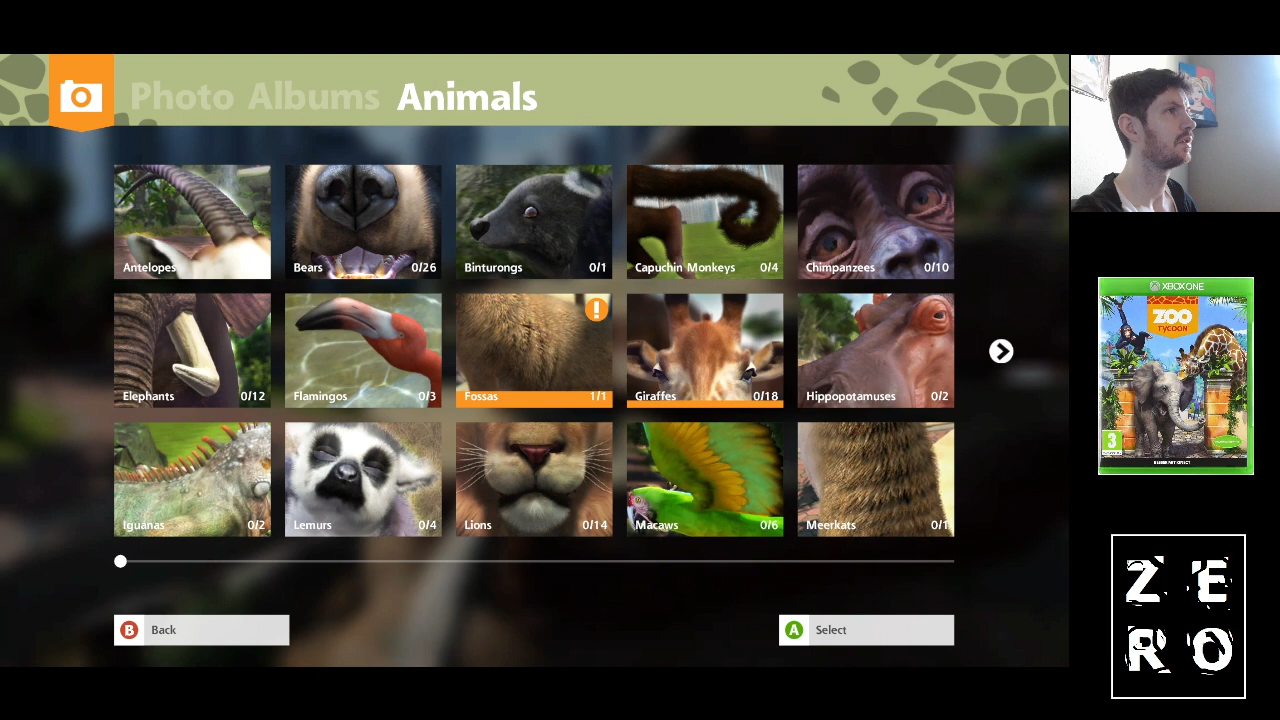 Photo Albums Animals
Antelopes
Bears 0/26
Binturongs 0/1
Capuchin Monkeys 0/4
Chimpanzees 0/10
Elephants 0/12
Flamingos 0/3
Fossas 1/1
Giraffes 0/18
Hippopotamuses 0/2
Iguanas 0/2
Lemurs 0/4
Lions 0/14
Macaws 0/6
Meerkats 0/1
B Back
A Select
XBOX ONE
ZOO
TYCOON
3
Z E
R O